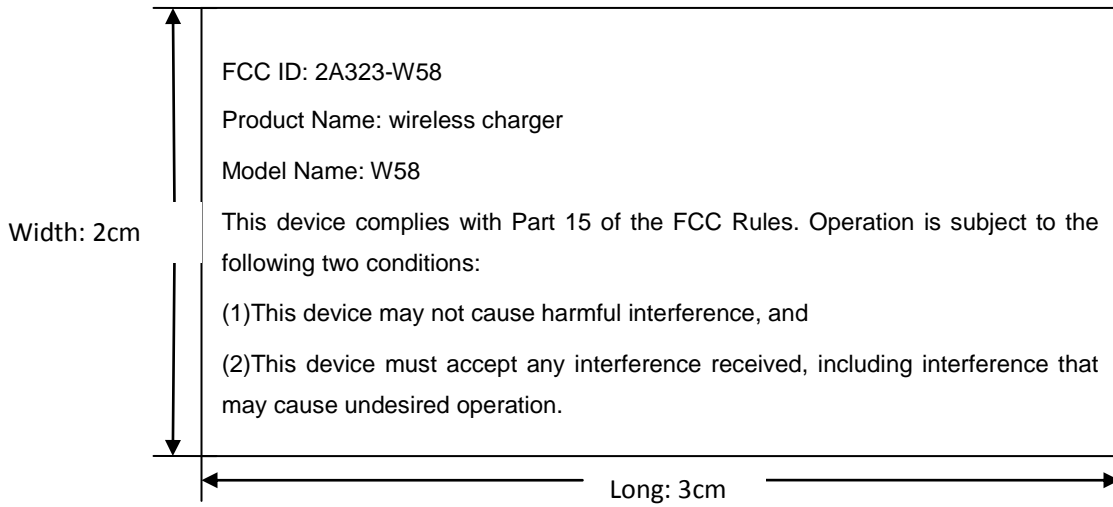 FCC ID: 2A323-W58
Product Name: wireless charger
Model Name: W58
Width: 2cm
This device complies with Part 15 of the FCC Rules. Operation is subject to the
following two conditions:
(1)This device may not cause harmful interference, and
(2)This device must accept any interference received, including interference that
may cause undesired operation.
Long: 3cm